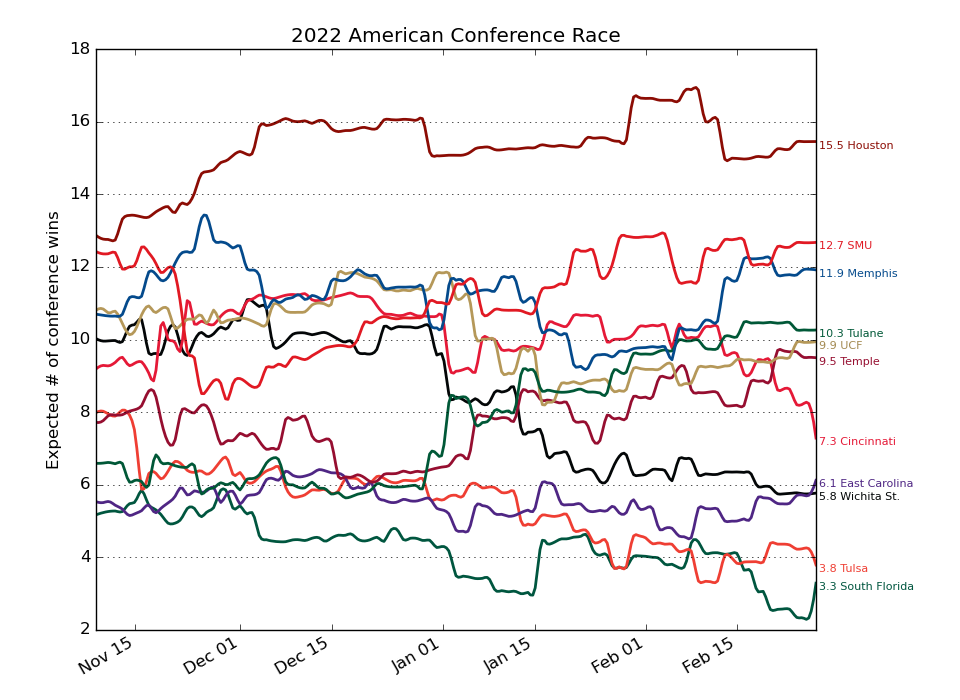 2022 American Conference Race
Expected # of conference wins
18
16
14
12
10
8
6
4
2
15.5 Houston
12.7 SMU
11.9 Memphis
10.3 Tulane
9.9 UCF
9.5 Temple
7.3 Cincinnati
6.1 East Carolina
5.8 Wichita St.
3.8 Tulsa
3.3 South Florida
Nov 15
Dec 01
Dec 15
Jan 01
Jan 15
Feb 01
Feb 15